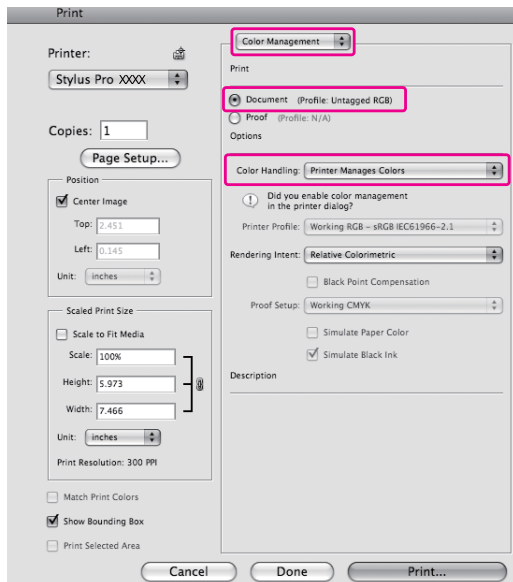 Print
Printer:
Stylus Pro XXXX
Copies: 1
Page Setup...
Position
Center Image
Top: 2.451
Left: 0.145
Unit: inches
Scaled Print Size
Scale to Fit Media
Scale: 100%
Height: 5.973
Width: 7.466
Unit: inches
Print Resolution: 300 PPI
Match Print Colors
Show Bounding Box
Print Selected Area
Color Management
Print
Document (Profile: Untagged RGB)
Proof (Profile: N/A)
Options
Color Handling: Printer Manages Colors
Did you enable color management
in the printer dialog?
Printer Profile: Working RGB – sRGB IEC61966-2.1
Rendering Intent: Relative Colorimetric
Black Point Compensation
Proof Setup: Working CMYK
Simulate Paper Color
Simulate Black Ink
Description
Cancel
Done
Print...